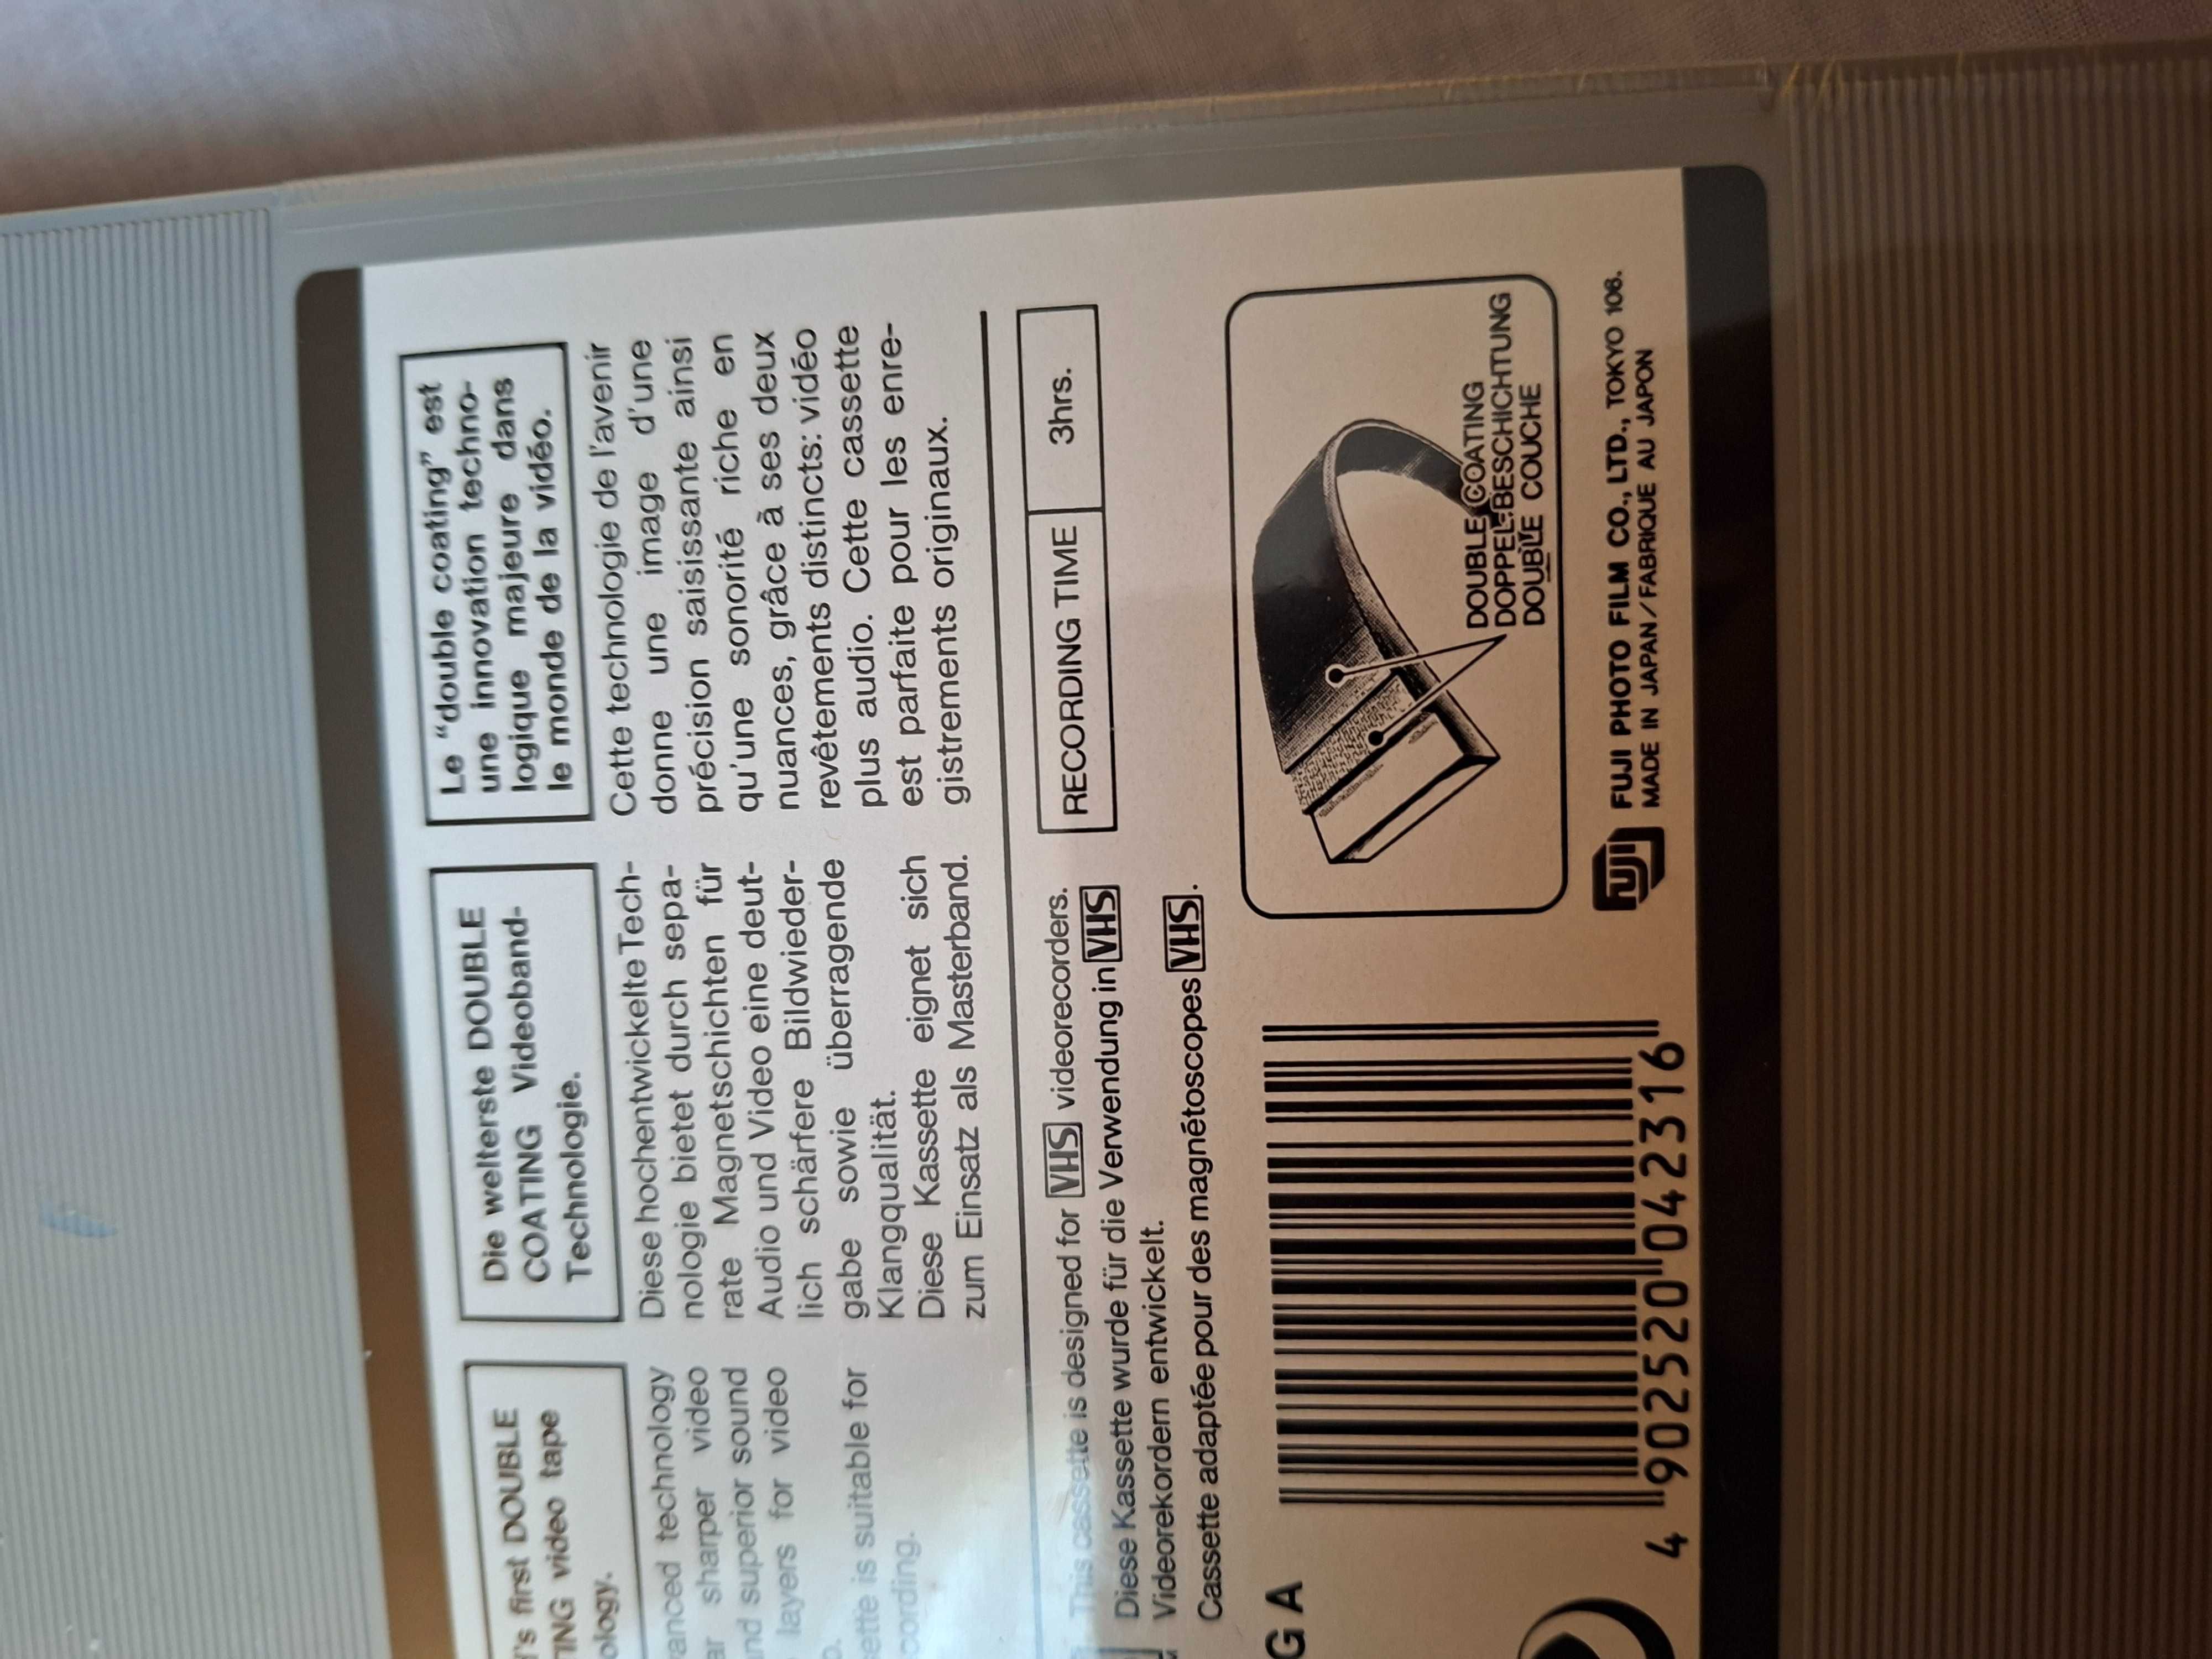 's first DOUBLE
ING video tape
ology.
anced technology
ar sharper video
nd superior sound
layers for video
o.
ette is suitable for
cording.
Die welterste DOUBLE
COATING Videoband-
Technologie.
Diese hochentwickelte Tech-
nologie bietet durch sepa-
rate Magnetschichten für
Audio und Video eine deut-
lich schärfere Bildwieder-
gabe sowie überragende
Klangqualität.
Diese Kassette eignet sich
zum Einsatz als Masterband.
Le “double coating” est
une innovation techno-
logique majeure dans
le monde de la vidéo.
Cette technologie de l'avenir
donne une image d'une
précision saisissante ainsi
qu'une sonorité riche en
nuances, grâce à ses deux
revêtements distincts: vidéo
plus audio. Cette cassette
est parfaite pour les enre-
gistrements originaux.
This cassette is designed for VHS videorecorders.
Diese Kassette wurde für die Verwendung in VHS
Videorekordern entwickelt.
Cassette adaptée pour des magnétoscopes VHS.
RECORDING TIME 3hrs.
G A
4 902520 042316
DOUBLE COATING
DOPPEL-BESCHICHTUNG
DOUBLE COUCHE
FUJI FUJI PHOTO FILM CO., LTD., TOKYO 106.
MADE IN JAPAN/FABRIQUE AU JAPON